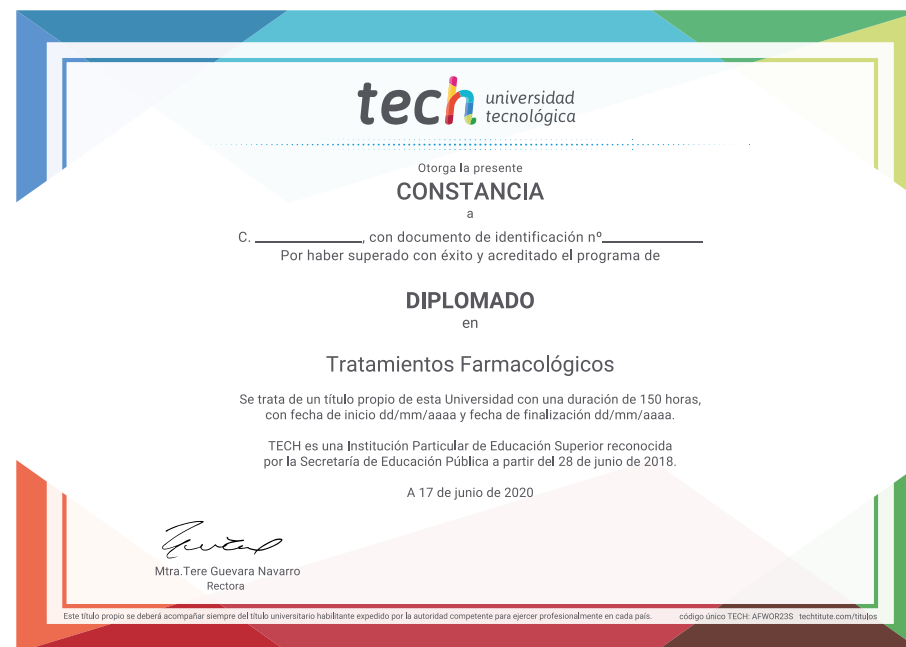 tech universidad
tecnológica
Otorga la presente
CONSTANCIA
a
C. ______________, con documento de identificación nº_____________
Por haber superado con éxito y acreditado el programa de
DIPLOMADO
en
Tratamientos Farmacológicos
Se trata de un título propio de esta Universidad con una duración de 150 horas,
con fecha de inicio dd/mm/aaaa y fecha de finalización dd/mm/aaaa.
TECH es una Institución Particular de Educación Superior reconocida
por la Secretaría de Educación Pública a partir del 28 de junio de 2018.
A 17 de junio de 2020
Mtra.Tere Guevara Navarro
Rectora
Este título propio se deberá acompañar siempre del título universitario habilitante expedido por la autoridad competente para ejercer profesionalmente en cada país. código único TECH: AFWOR23S techtitute.com/titulos